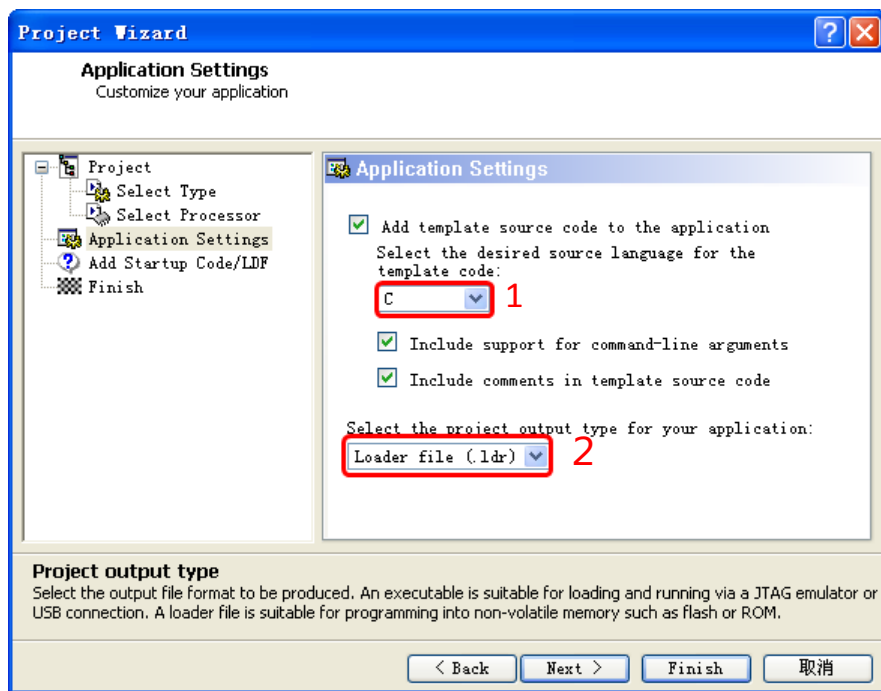 Project Wizard
Application Settings
Customize your application
Project
Select Type
Select Processor
Application Settings
Add Startup Code/LDF
Finish
Application Settings
Add template source code to the application
Select the desired source language for the
template code:
C
1
Include support for command-line arguments
Include comments in template source code
Select the project output type for your application:
Loader file (.ldr)
2
Project output type
Select the output file format to be produced. An executable is suitable for loading and running via a JTAG emulator or
USB connection. A loader file is suitable for programming into non-volatile memory such as flash or ROM.
< Back
Next >
Finish
取消